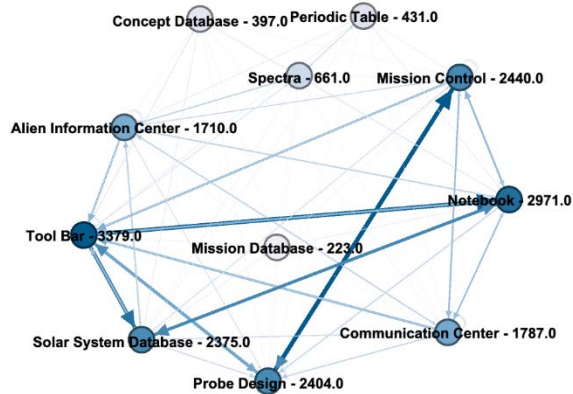 Concept Database - 397.0
Periodic Table - 431.0
Spectra - 661.0
Mission Control - 2440.0
Alien Information Center - 1710.0
Notebook - 2971.0
Tool Bar - 3379.0
Mission Database - 223.0
Solar System Database - 2375.0
Communication Center - 1787.0
Probe Design - 2404.0